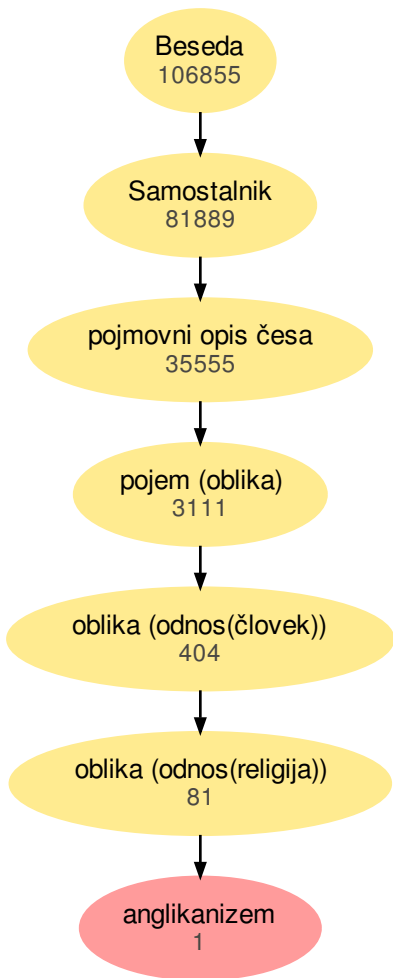 Beseda
106855
Samostalnik
81889
pojmovni opis česa
35555
pojem (oblika)
3111
oblika (odnos(človek))
404
oblika (odnos(religija))
81
anglikanizem
1